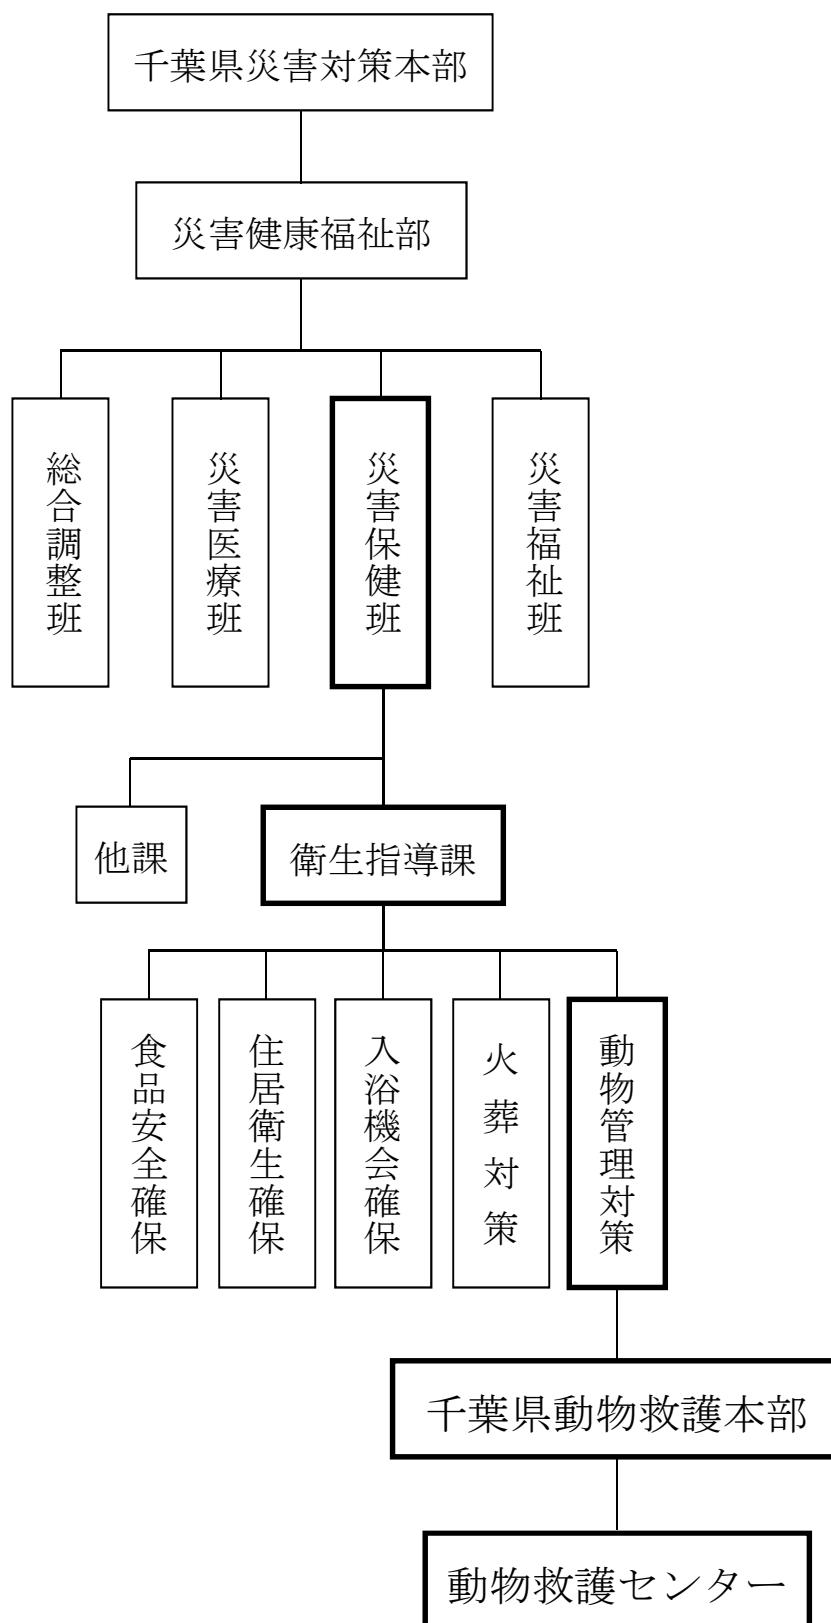 千葉県災害対策本部
災害健康福祉部
総合調整班
災害医療班
災害保健班
災害福祉班
他課
衛生指導課
食品安全確保
住居衛生確保
入浴機会確保
火葬対策
動物管理対策
千葉県動物救護本部
動物救護センター